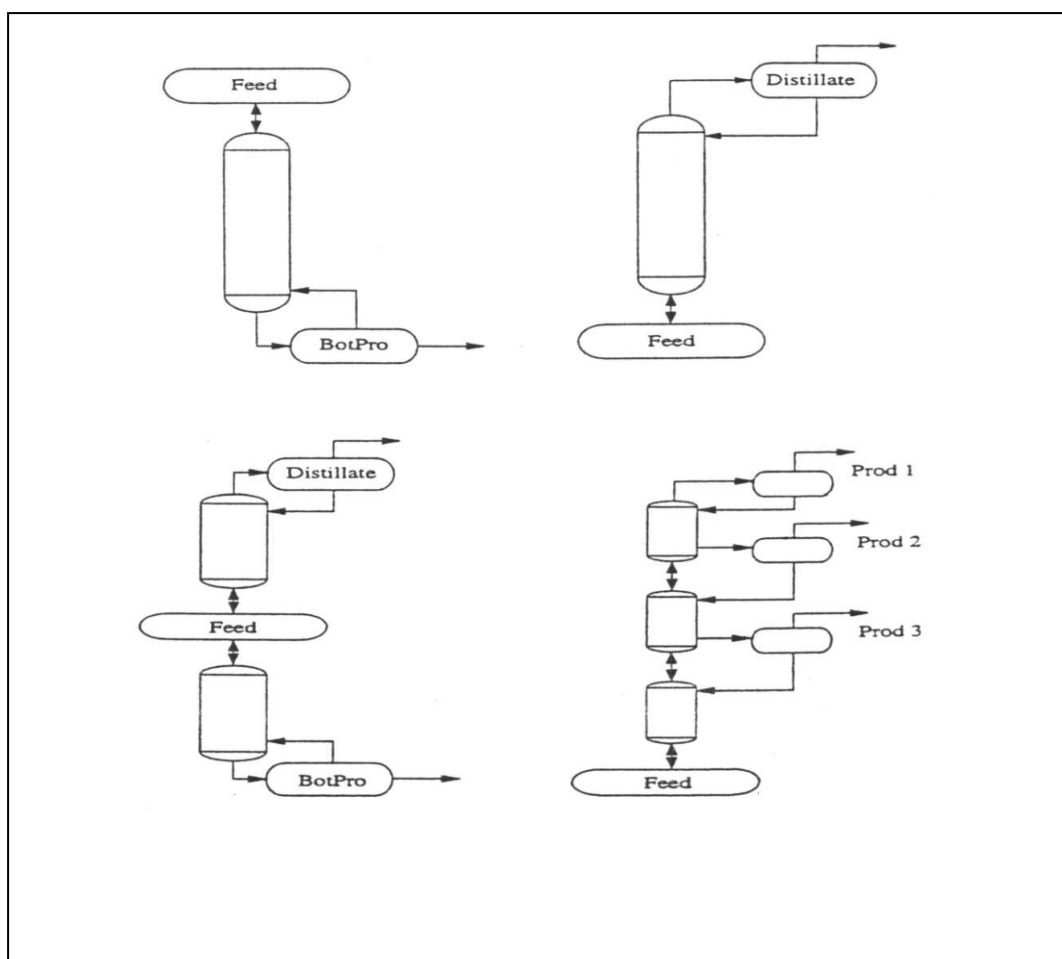 Feed
BotPro
Distillate
Feed
Distillate
Feed
BotPro
Prod 1
Prod 2
Prod 3
Feed